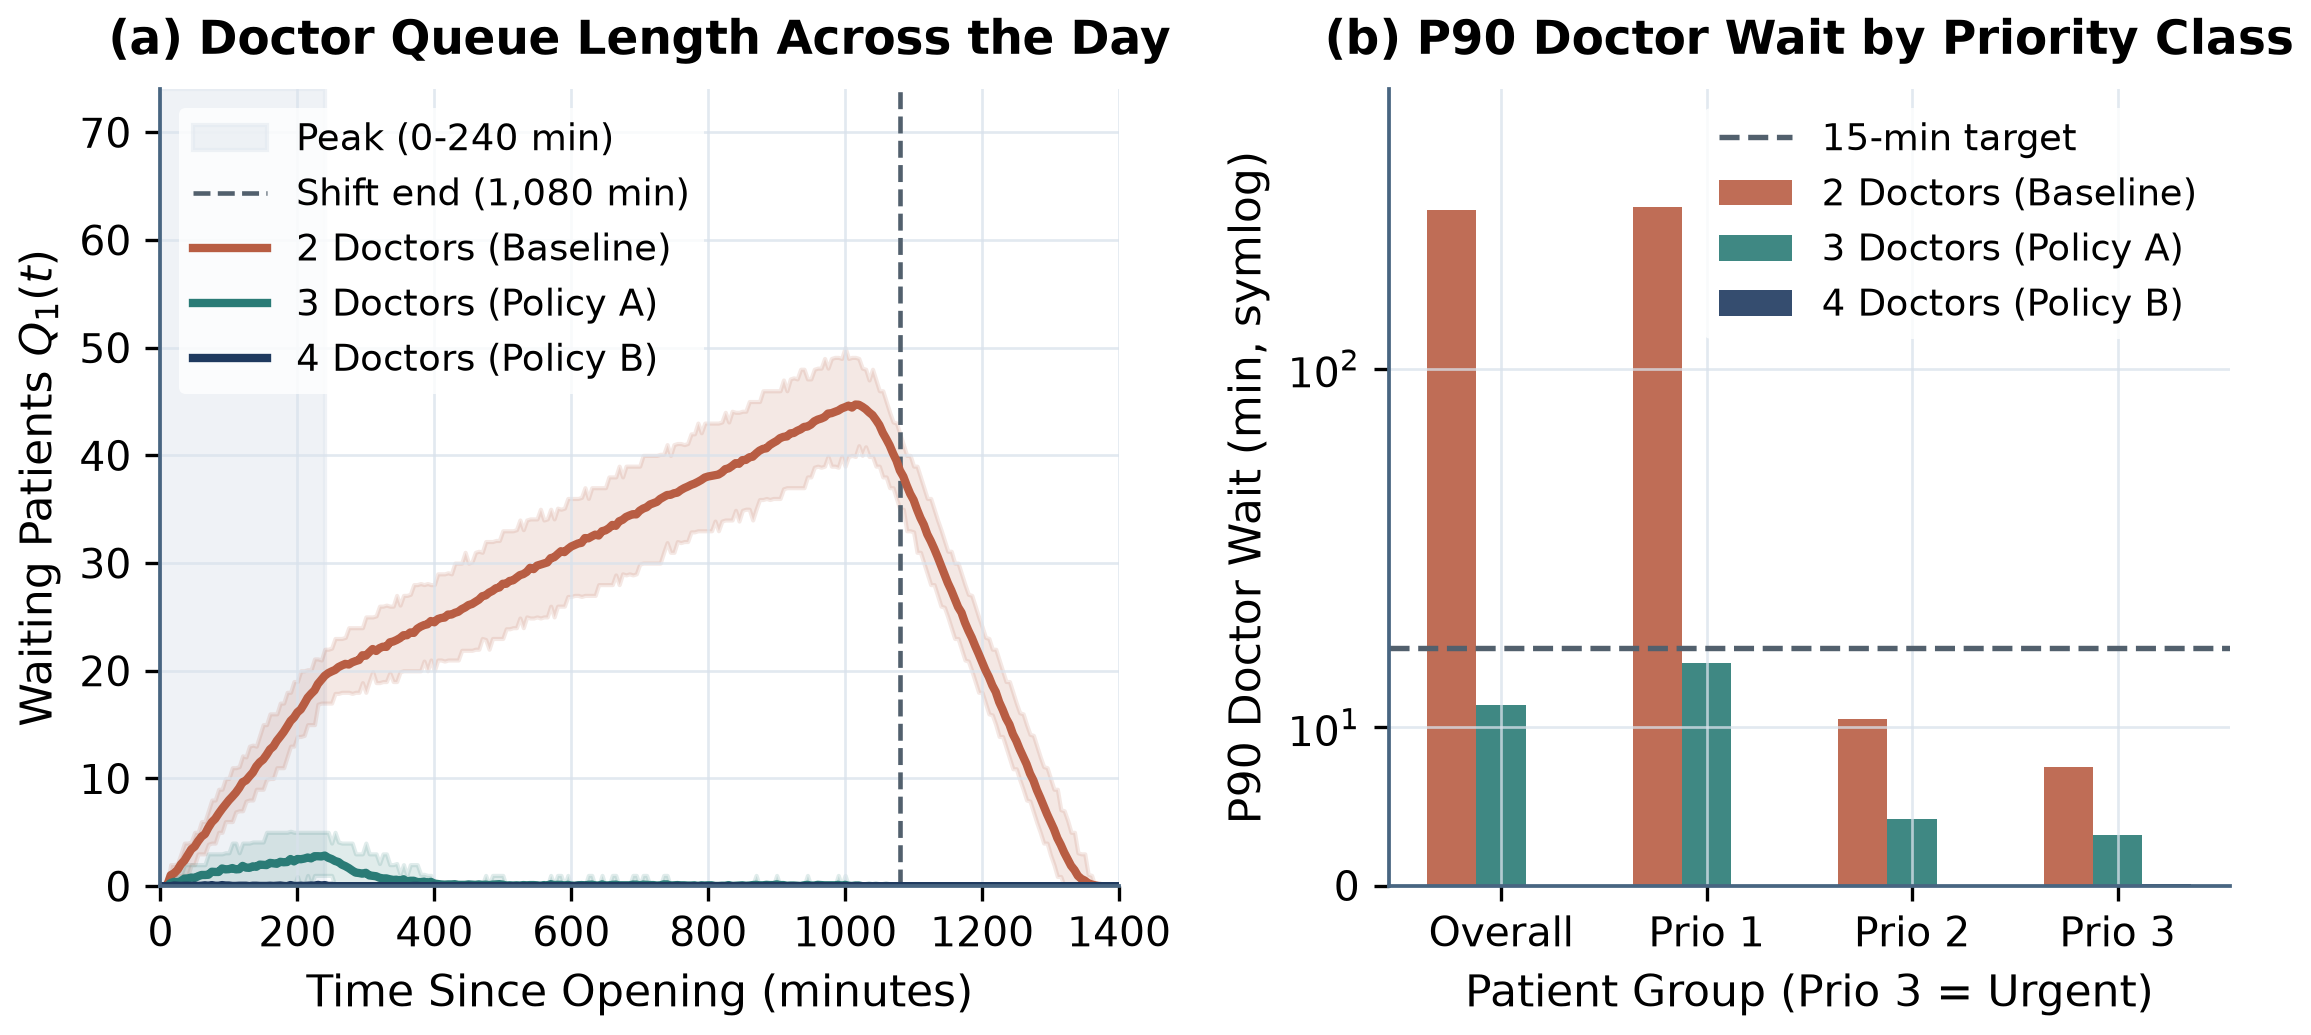 (a) Doctor Queue Length Across the Day
Waiting Patients Q₁(t)
70
60
50
40
30
20
10
0
Peak (0-240 min)
Shift end (1,080 min)
2 Doctors (Baseline)
3 Doctors (Policy A)
4 Doctors (Policy B)
0 200 400 600 800 1000 1200 1400
Time Since Opening (minutes)
(b) P90 Doctor Wait by Priority Class
P90 Doctor Wait (min, symlog)
10²
10¹
0
15-min target
2 Doctors (Baseline)
3 Doctors (Policy A)
4 Doctors (Policy B)
Overall Prio 1 Prio 2 Prio 3
Patient Group (Prio 3 = Urgent)